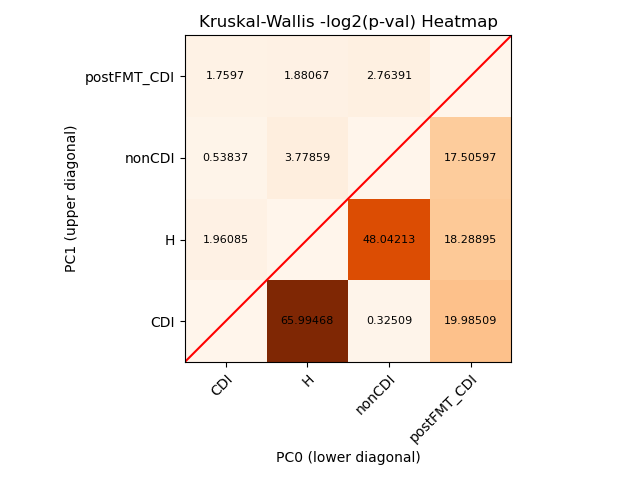 Kruskal-Wallis -log2(p-val) Heatmap
postFMT_CDI
1.7597 1.88067 2.76391
nonCDI
0.53837 3.77859 17.50597
H
1.96085 48.04213 18.28895
CDI
65.99468 0.32509 19.98509
PC1 (upper diagonal)
CDI H nonCDI postFMT_CDI
PC0 (lower diagonal)